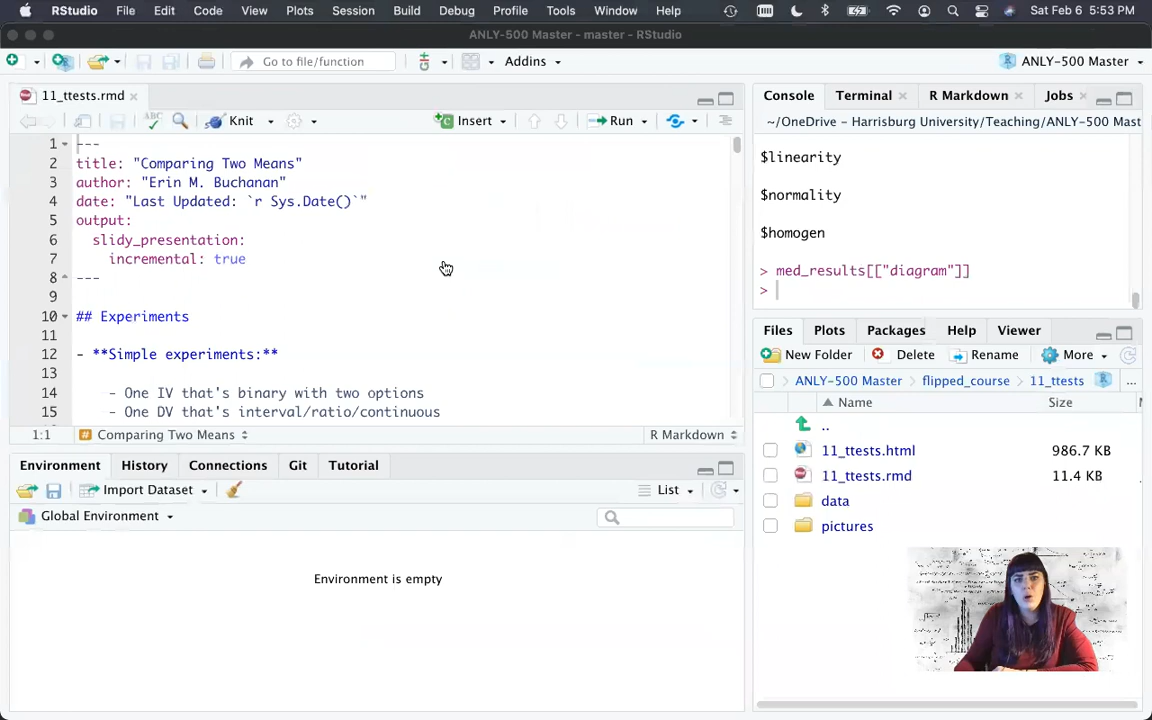 RStudio File Edit Code View Plots Session Build Debug Profile Tools Window Help Sat Feb 6 5:53 PM
ANLY-500 Master - master - RStudio
Go to file/function Addins ANLY-500 Master
11_ttests.rmd
ABC Knit Insert Run
1 ---
2 title: "Comparing Two Means"
3 author: "Erin M. Buchanan"
4 date: "Last Updated: `r Sys.Date()`"
5 output:
6 slidy_presentation:
7 incremental: true
8 ---
9
10 ## Experiments
11
12 - **Simple experiments:**
13
14 - One IV that's binary with two options
15 - One DV that's interval/ratio/continuous
1:1 # Comparing Two Means R Markdown
Environment History Connections Git Tutorial
Import Dataset List
Global Environment
Environment is empty
Console Terminal R Markdown Jobs
~/OneDrive - Harrisburg University/Teaching/ANLY-500 Mast
$linearity
$normality
$homogen
> med_results[["diagram"]]
>
Files Plots Packages Help Viewer
New Folder Delete Rename More
ANLY-500 Master flipped_course 11_ttests ...
Name Size
..
11_ttests.html 986.7 KB
11_ttests.rmd 11.4 KB
data
pictures